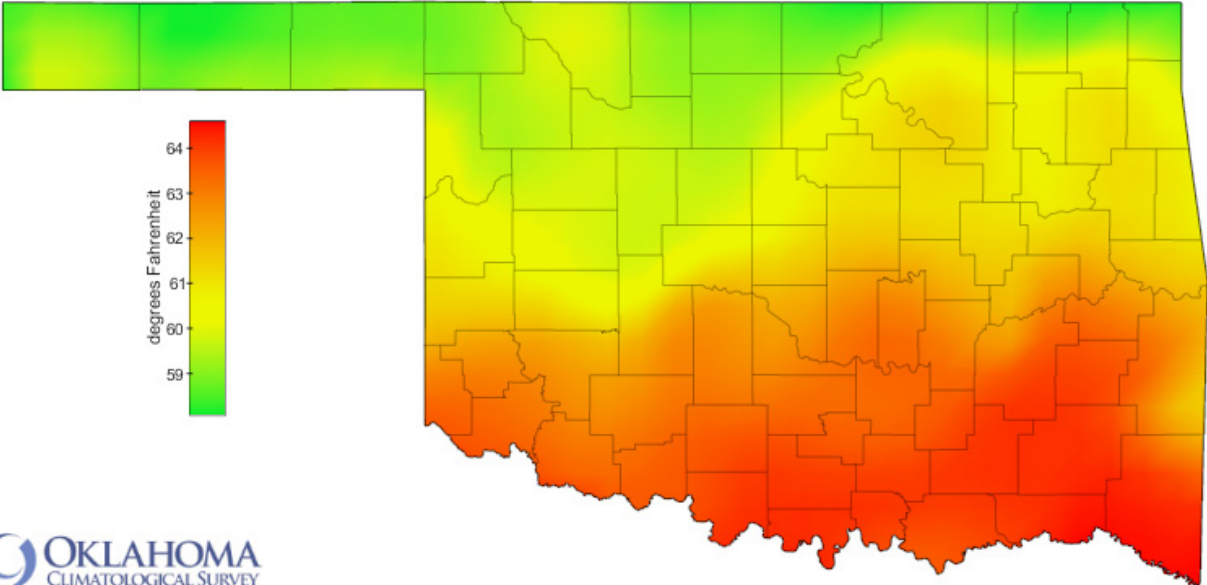 64
63
62
61
60
59
degrees Fahrenheit
OKLAHOMA
CLIMATOLOGICAL SURVEY